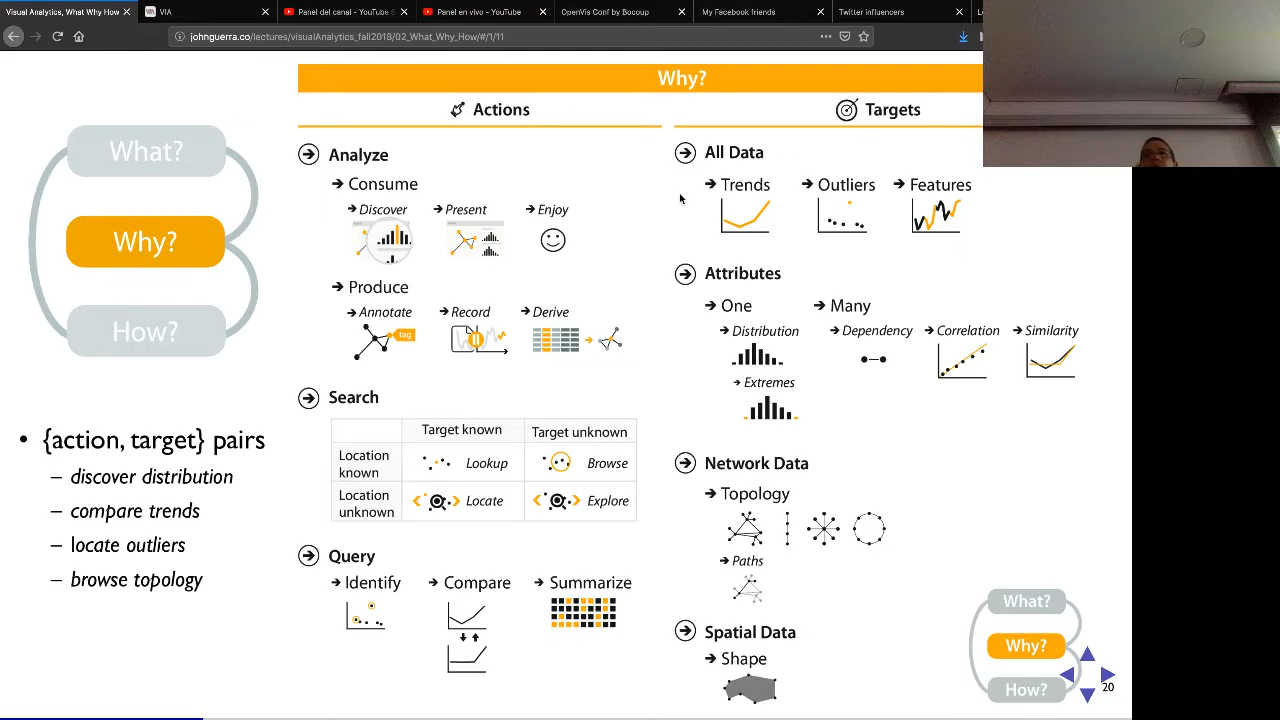 Visual Analytics, What Why How
VIA
Panel del canal - YouTube
Panel en vivo - YouTube
OpenVis Conf by Bocoup
My Facebook friends
Twitter influencers
johnguerra.co/lectures/visualAnalytics_fall2018/02_What_Why_How/#/1/11
Why?
What?
Why?
How?
• {action, target} pairs
– discover distribution
– compare trends
– locate outliers
– browse topology
Actions
Analyze
Consume
Discover
Present
Enjoy
Produce
Annotate
Record
Derive
tag
Search
Target known
Target unknown
Location known
Lookup
Browse
Location unknown
Locate
Explore
Query
Identify
Compare
Summarize
Targets
All Data
Trends
Outliers
Features
Attributes
One
Many
Distribution
Dependency
Correlation
Similarity
Extremes
Network Data
Topology
Paths
Spatial Data
Shape
What?
Why?
How?
20